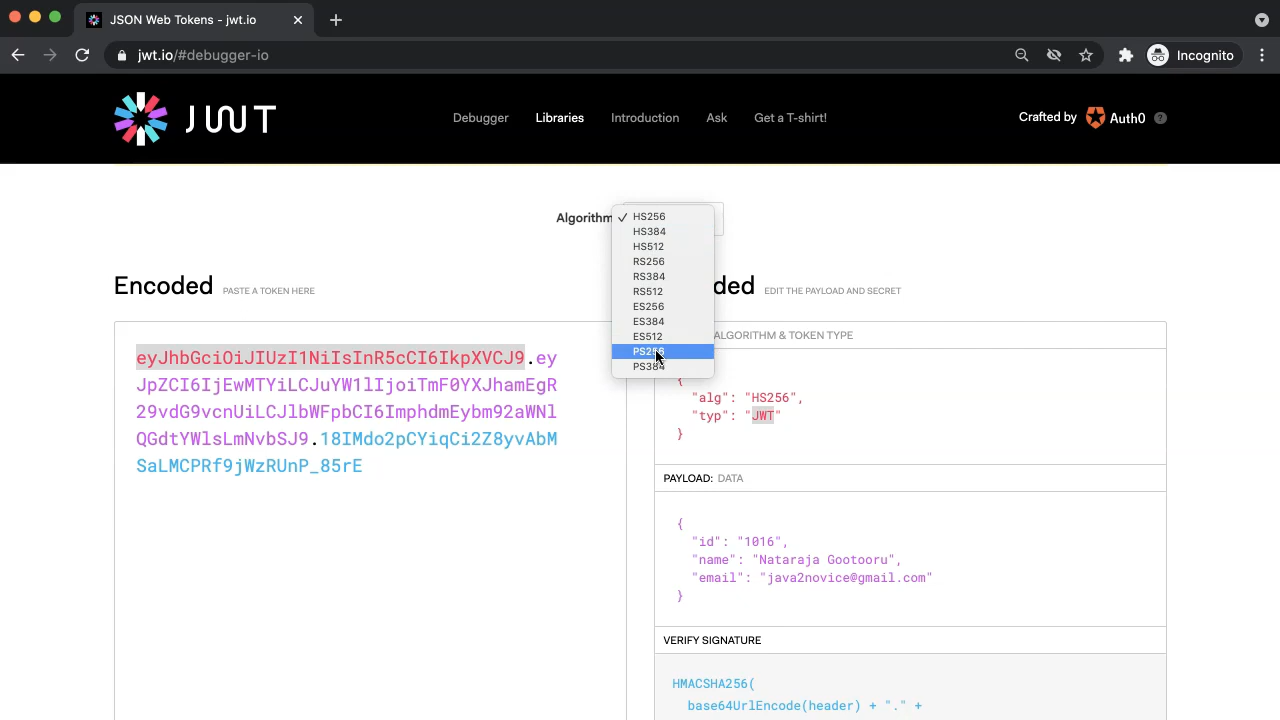 JSON Web Tokens - jwt.io
jwt.io/#debugger-io
Incognito
JWT
Debugger
Libraries
Introduction
Ask
Get a T-shirt!
Crafted by
Auth0
?
Algorithm
HS256
HS384
HS512
RS256
RS384
RS512
ES256
ES384
ES512
PS256
PS384
Encoded PASTE A TOKEN HERE
eyJhbGciOiJIUzI1NiIsInR5cCI6IkpXVCJ9.ey
JpZCI6IjEwMTYiLCJuYW1lIjoiTmF0YXJhamEgR
29vdG9vcnUiLCJlbWFpbCI6ImphdmEybm92aWNl
QGdtYWlsLmNvbSJ9.18IMdo2pCYiqCi2Z8yvAbM
SaLMCPRf9jWzRUnP_85rE
ded EDIT THE PAYLOAD AND SECRET
ALGORITHM & TOKEN TYPE
{
"alg": "HS256",
"typ": "JWT"
}
PAYLOAD: DATA
{
"id": "1016",
"name": "Nataraja Gootooru",
"email": "java2novice@gmail.com"
}
VERIFY SIGNATURE
HMACSHA256(
base64UrlEncode(header) + "." +